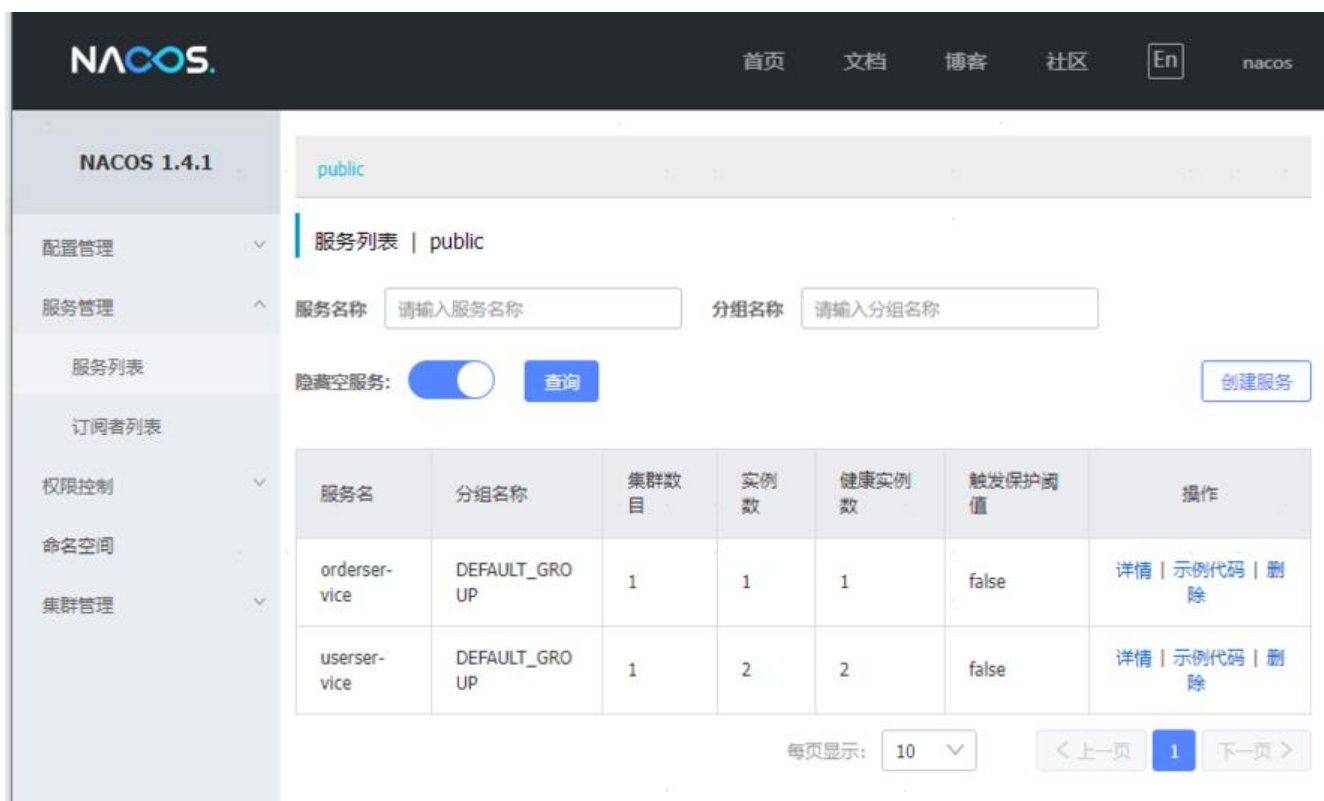 NACOS.
首页 文档 博客 社区 En nacos
NACOS 1.4.1
配置管理
服务管理
服务列表
订阅者列表
权限控制
命名空间
集群管理
public
服务列表 | public
服务名称 请输入服务名称 分组名称 请输入分组名称
隐藏空服务: 查询 创建服务
服务名 分组名称 集群数目 实例数 健康实例数 触发保护阈值 操作
orderser-
vice
DEFAULT_GRO
UP
1 1 1 false
详情 | 示例代码 | 删
除
userser-
vice
DEFAULT_GRO
UP
1 2 2 false
详情 | 示例代码 | 删
除
每页显示: 10 < 上一页 1 下一页 >